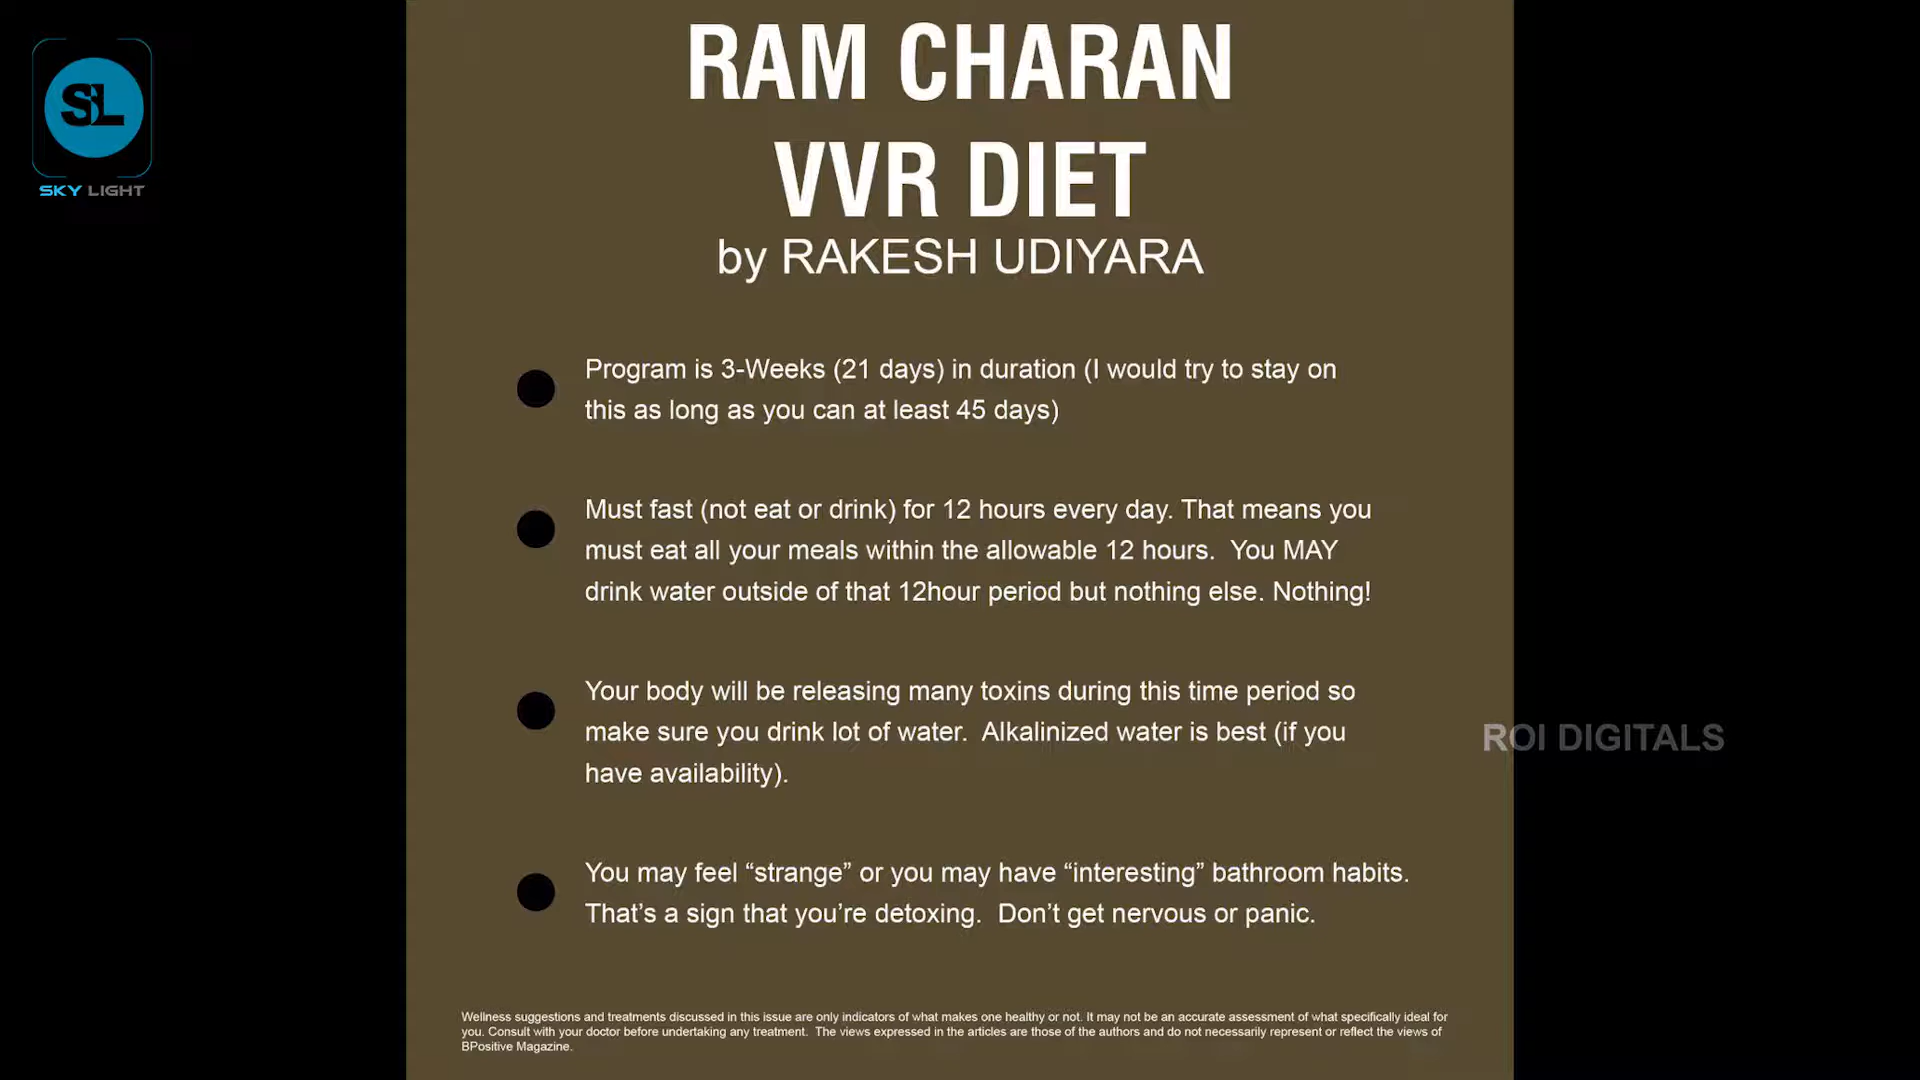 SL
SKY LIGHT
RAM CHARAN
VVR DIET
by RAKESH UDIYARA
Program is 3-Weeks (21 days) in duration (I would try to stay on
this as long as you can at least 45 days)
Must fast (not eat or drink) for 12 hours every day. That means you
must eat all your meals within the allowable 12 hours.  You MAY
drink water outside of that 12hour period but nothing else. Nothing!
Your body will be releasing many toxins during this time period so
make sure you drink lot of water.  Alkalinized water is best (if you
have availability).
ROI DIGITALS
You may feel “strange” or you may have “interesting” bathroom habits.
That’s a sign that you’re detoxing.  Don’t get nervous or panic.
Wellness suggestions and treatments discussed in this issue are only indicators of what makes one healthy or not. It may not be an accurate assessment of what specifically ideal for
you. Consult with your doctor before undertaking any treatment.  The views expressed in the articles are those of the authors and do not necessarily represent or reflect the views of
BPositive Magazine.